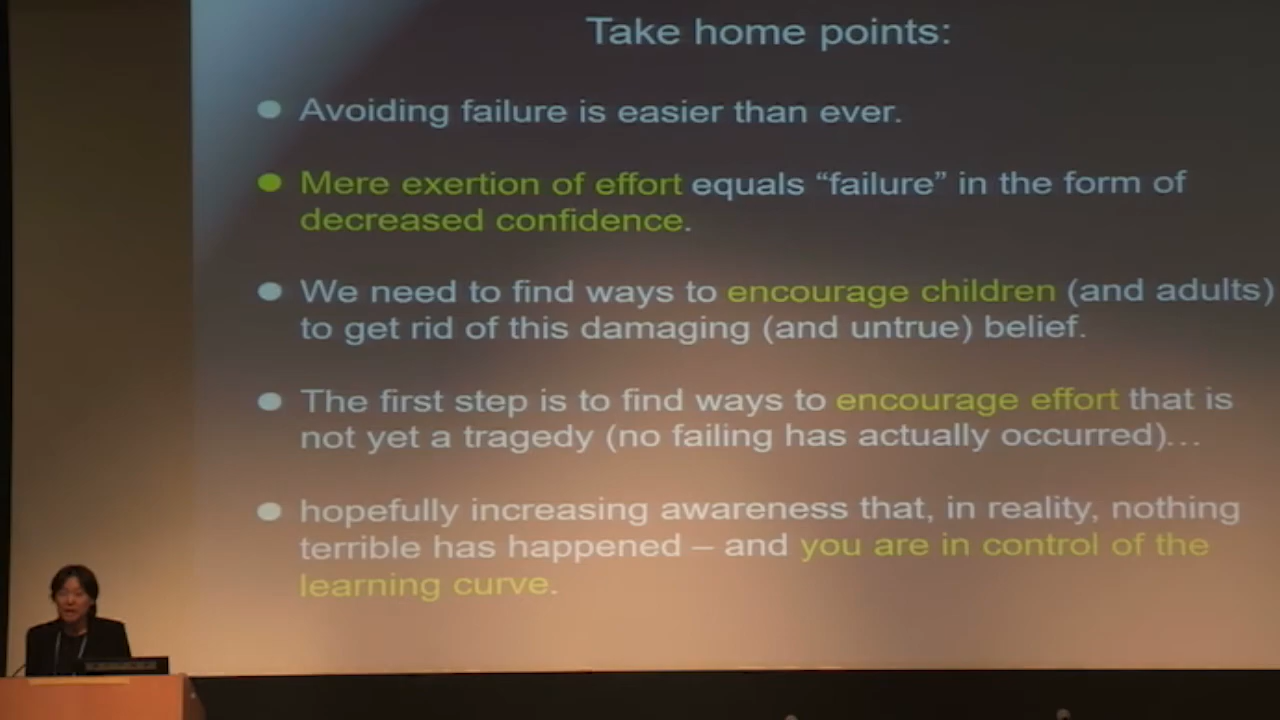 Take home points:
● Avoiding failure is easier than ever.
● Mere exertion of effort equals “failure” in the form of
decreased confidence.
● We need to find ways to encourage children (and adults)
to get rid of this damaging (and untrue) belief.
● The first step is to find ways to encourage effort that is
not yet a tragedy (no failing has actually occurred)…
● hopefully increasing awareness that, in reality, nothing
terrible has happened – and you are in control of the
learning curve.